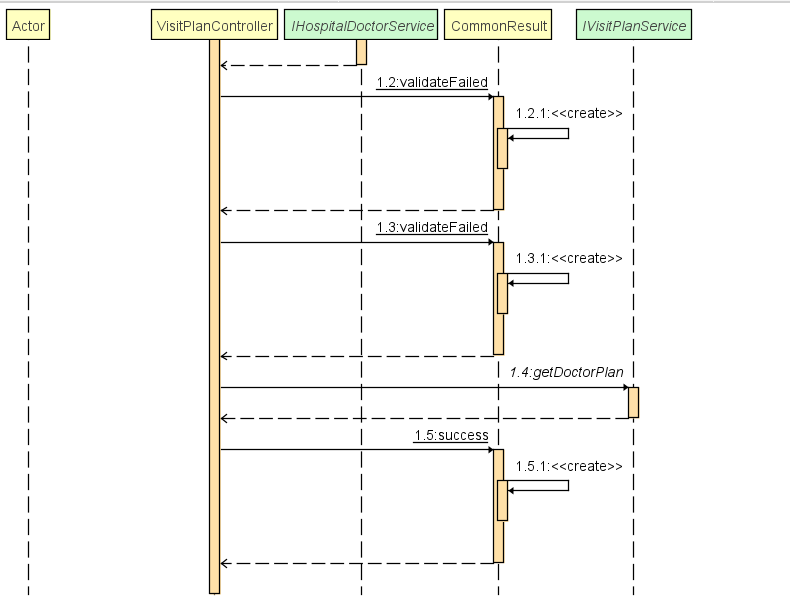 Actor VisitPlanController IHospitalDoctorService CommonResult IVisitPlanService
1.2:validateFailed
1.2.1:<<create>>
1.3:validateFailed
1.3.1:<<create>>
1.4:getDoctorPlan
1.5:success
1.5.1:<<create>>